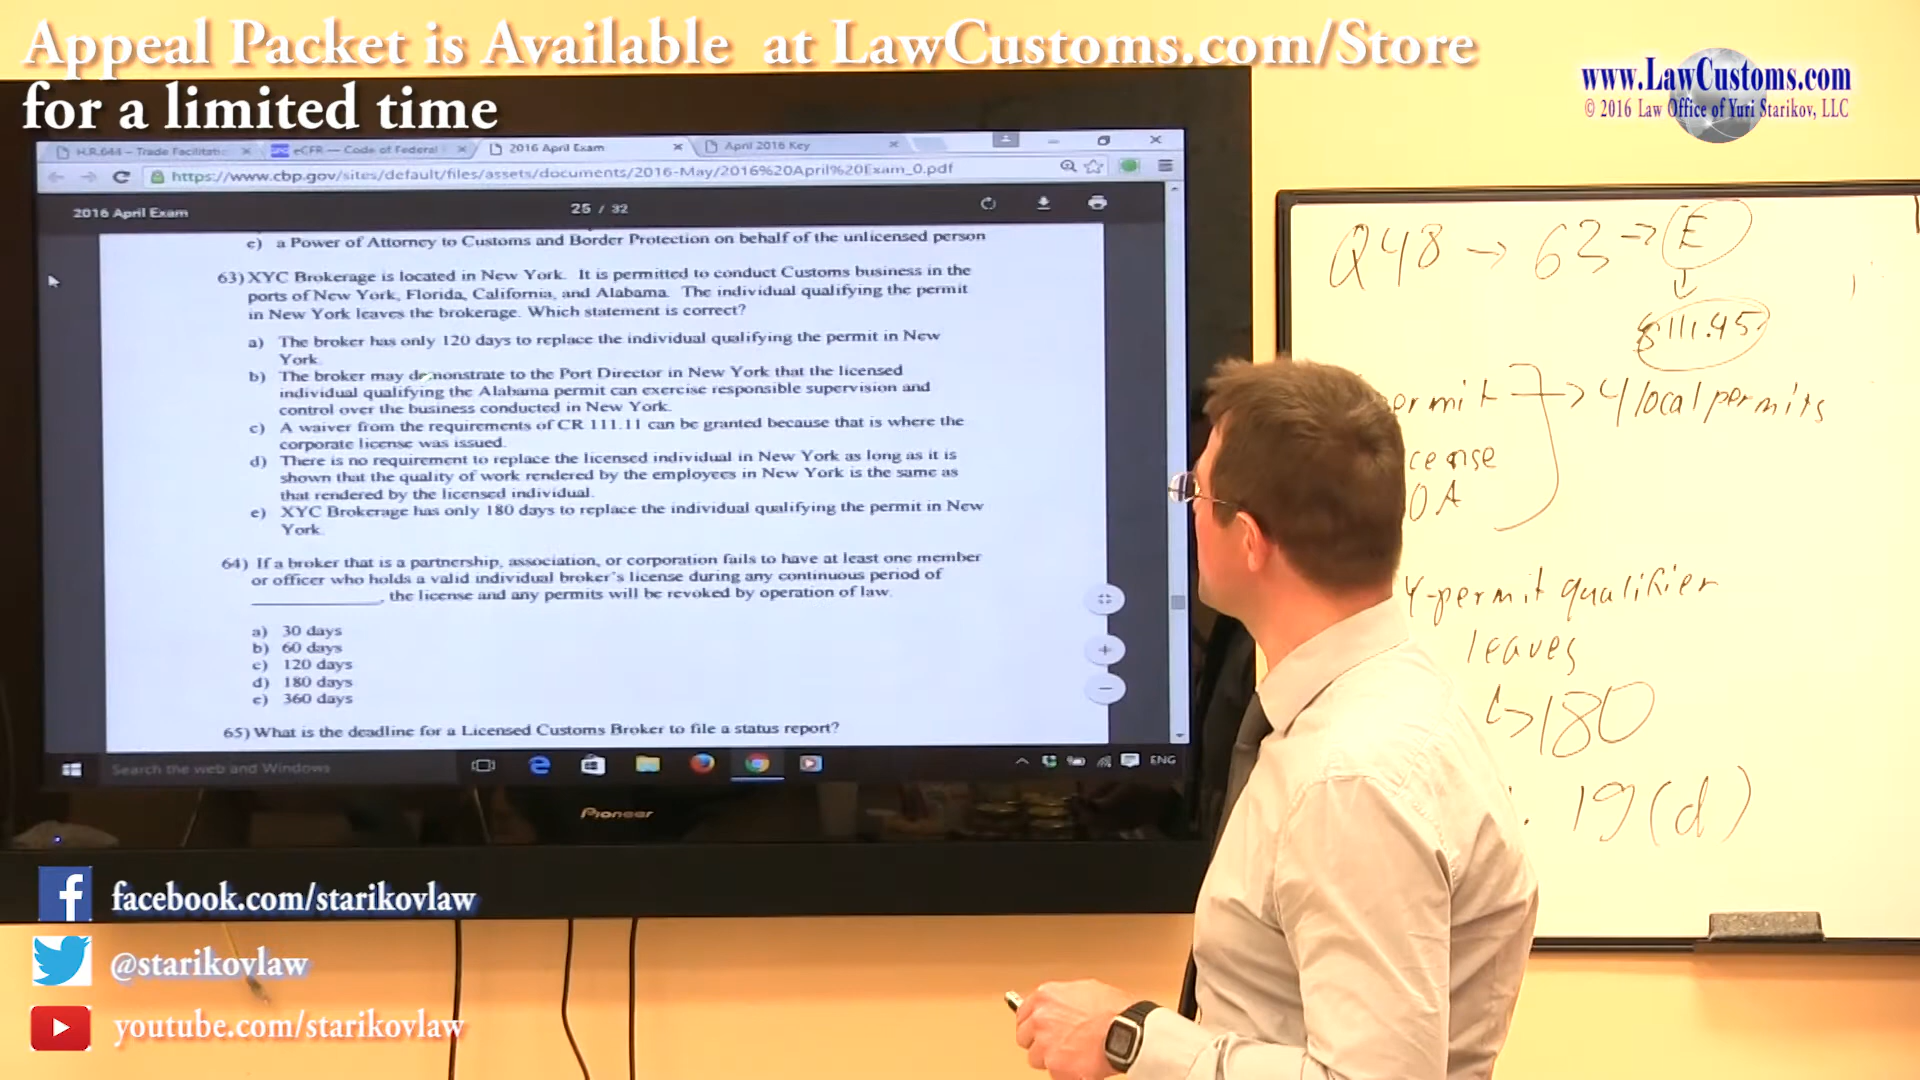 Appeal Packet is Available at LawCustoms.com/Store
for a limited time
www.LawCustoms.com
© 2016 Law Office of Yuri Starikov, LLC
H.R.644 – Trade Facilitatio
eCFR — Code of Federal
2016 April Exam
April 2016 Key
https://www.cbp.gov/sites/default/files/assets/documents/2016-May/2016%20April%20Exam_0.pdf
2016 April Exam
25 / 32
e) a Power of Attorney to Customs and Border Protection on behalf of the unlicensed person
63) XYC Brokerage is located in New York. It is permitted to conduct Customs business in the
ports of New York, Florida, California, and Alabama. The individual qualifying the permit
in New York leaves the brokerage. Which statement is correct?
a) The broker has only 120 days to replace the individual qualifying the permit in New
York.
b) The broker may demonstrate to the Port Director in New York that the licensed
individual qualifying the Alabama permit can exercise responsible supervision and
control over the business conducted in New York.
c) A waiver from the requirements of CR 111.11 can be granted because that is where the
corporate license was issued.
d) There is no requirement to replace the licensed individual in New York as long as it is
shown that the quality of work rendered by the employees in New York is the same as
that rendered by the licensed individual.
e) XYC Brokerage has only 180 days to replace the individual qualifying the permit in New
York.
64) If a broker that is a partnership, association, or corporation fails to have at least one member
or officer who holds a valid individual broker's license during any continuous period of
____________, the license and any permits will be revoked by operation of law.
a) 30 days
b) 60 days
c) 120 days
d) 180 days
e) 360 days
65) What is the deadline for a Licensed Customs Broker to file a status report?
Search the web and Windows
ENG
Pioneer
Q48 → 63 → E
§111.45
ermit → 4 local permits
cense
OA
Y-permit qualifier
leaves
↳ 180
. 19(d)
facebook.com/starikovlaw
@starikovlaw
youtube.com/starikovlaw